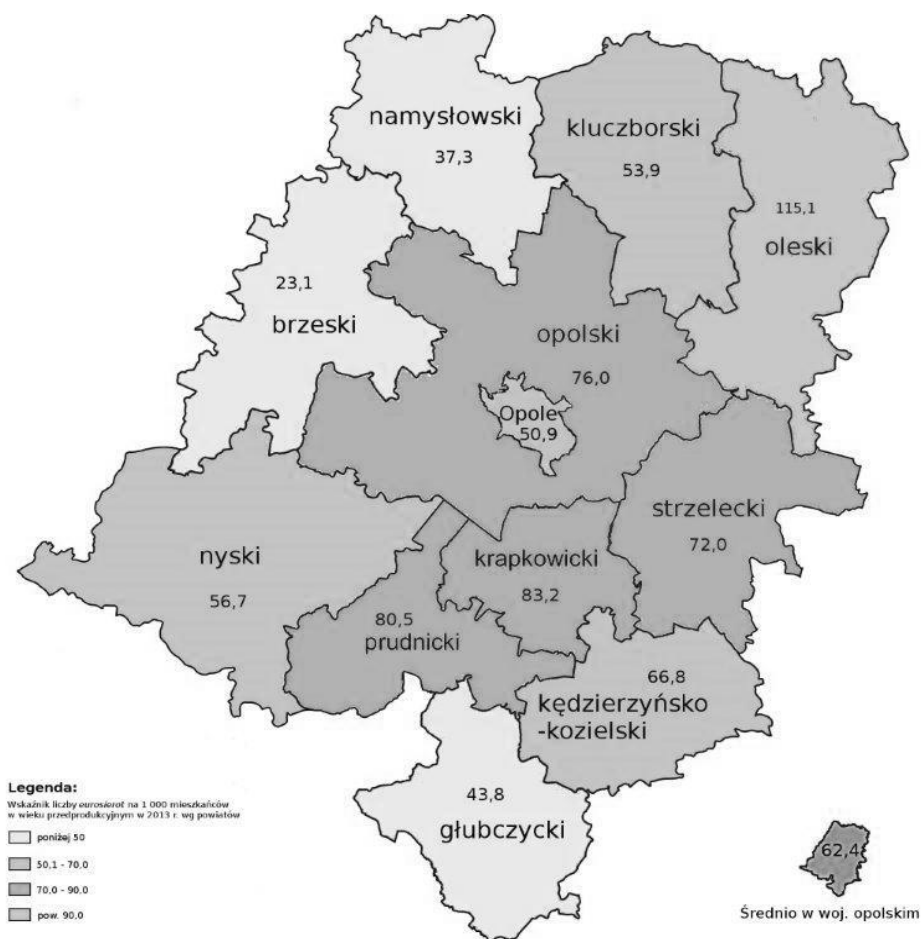 namysłowski
37,3
kluczborski
53,9
115,1
oleski
23,1
brzeski
opolski
76,0
Opole
50,9
strzelecki
72,0
nyski
56,7
krapkowicki
83,2
80,5
prudnicki
66,8
kędzierzyńsko
-kozielski
43,8
głubczycki
Legenda:
Wskaźnik liczby eurosierot na 1 000 mieszkańców
w wieku przedprodukcyjnym w 2013 r. wg powiatów
poniżej 50
50,1 - 70,0
70,0 - 90,0
pow. 90,0
62,4
Średnio w woj. opolskim